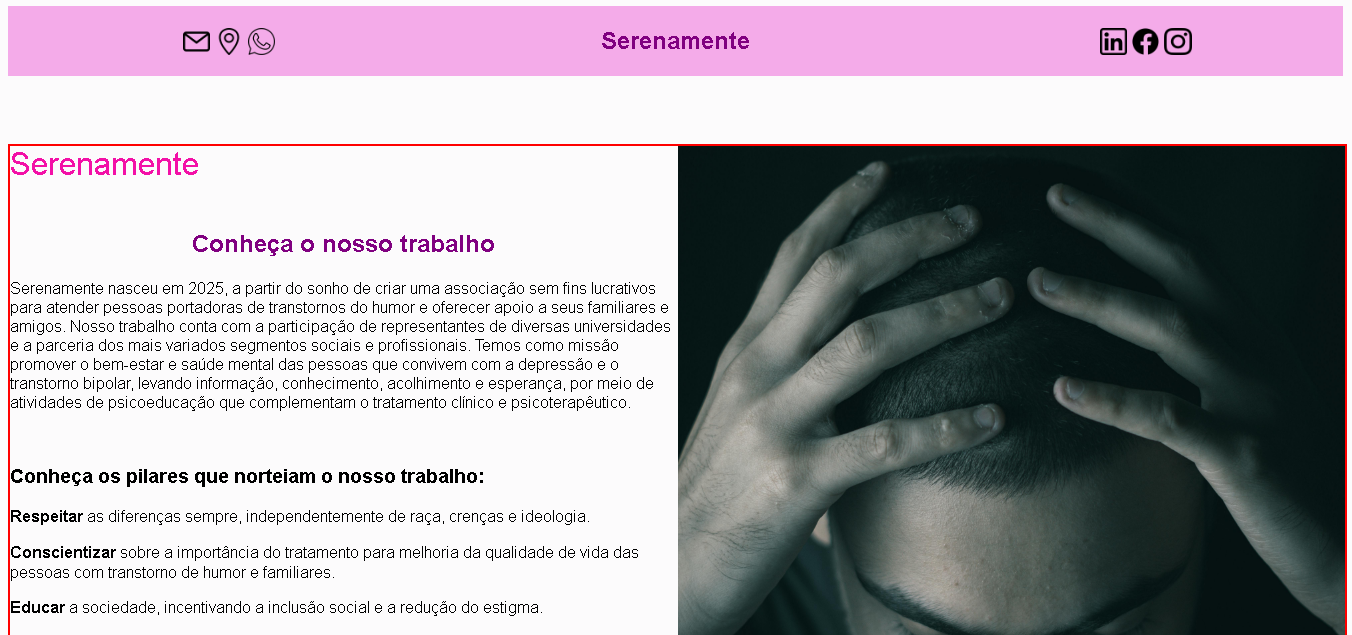 Serenamente
Serenamente
Conheça o nosso trabalho
Serenamente nasceu em 2025, a partir do sonho de criar uma associação sem fins lucrativos
para atender pessoas portadoras de transtornos do humor e oferecer apoio a seus familiares e
amigos. Nosso trabalho conta com a participação de representantes de diversas universidades
e a parceria dos mais variados segmentos sociais e profissionais. Temos como missão
promover o bem-estar e saúde mental das pessoas que convivem com a depressão e o
transtorno bipolar, levando informação, conhecimento, acolhimento e esperança, por meio de
atividades de psicoeducação que complementam o tratamento clínico e psicoterapêutico.
Conheça os pilares que norteiam o nosso trabalho:
Respeitar as diferenças sempre, independentemente de raça, crenças e ideologia.
Conscientizar sobre a importância do tratamento para melhoria da qualidade de vida das
pessoas com transtorno de humor e familiares.
Educar a sociedade, incentivando a inclusão social e a redução do estigma.